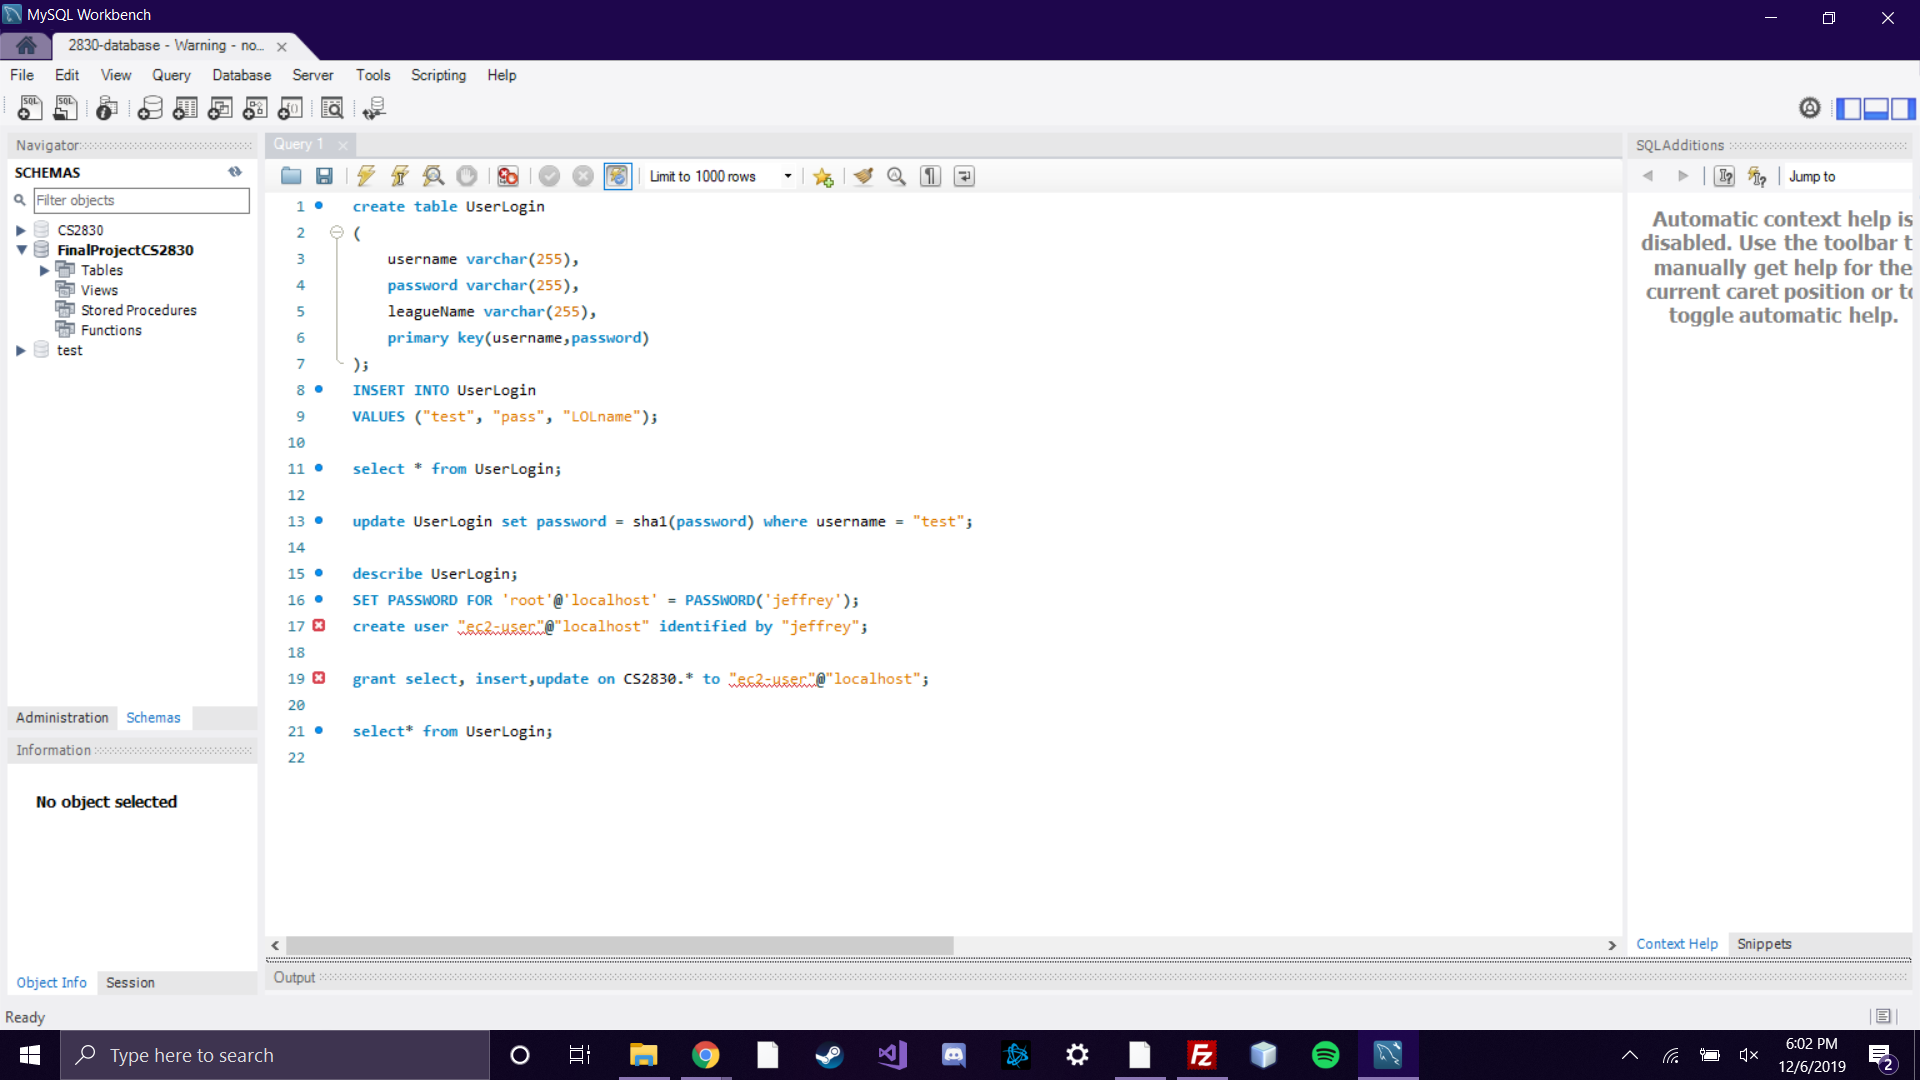 MySQL Workbench
2830-database - Warning - no...
File Edit View Query Database Server Tools Scripting Help
Navigator
SCHEMAS
Filter objects
CS2830
FinalProjectCS2830
Tables
Views
Stored Procedures
Functions
test
Administration Schemas
Information
No object selected
Object Info Session
Query 1
Limit to 1000 rows
1 create table UserLogin
2 (
3 username varchar(255),
4 password varchar(255),
5 leagueName varchar(255),
6 primary key(username,password)
7 );
8 INSERT INTO UserLogin
9 VALUES ("test", "pass", "LOLname");
10
11 select * from UserLogin;
12
13 update UserLogin set password = sha1(password) where username = "test";
14
15 describe UserLogin;
16 SET PASSWORD FOR 'root'@'localhost' = PASSWORD('jeffrey');
17 create user "ec2-user"@"localhost" identified by "jeffrey";
18
19 grant select, insert,update on CS2830.* to "ec2-user"@"localhost";
20
21 select* from UserLogin;
22
Output
SQLAdditions
Jump to
Automatic context help is
disabled. Use the toolbar t
manually get help for the
current caret position or to
toggle automatic help.
Context Help Snippets
Ready
Type here to search
6:02 PM
12/6/2019
2